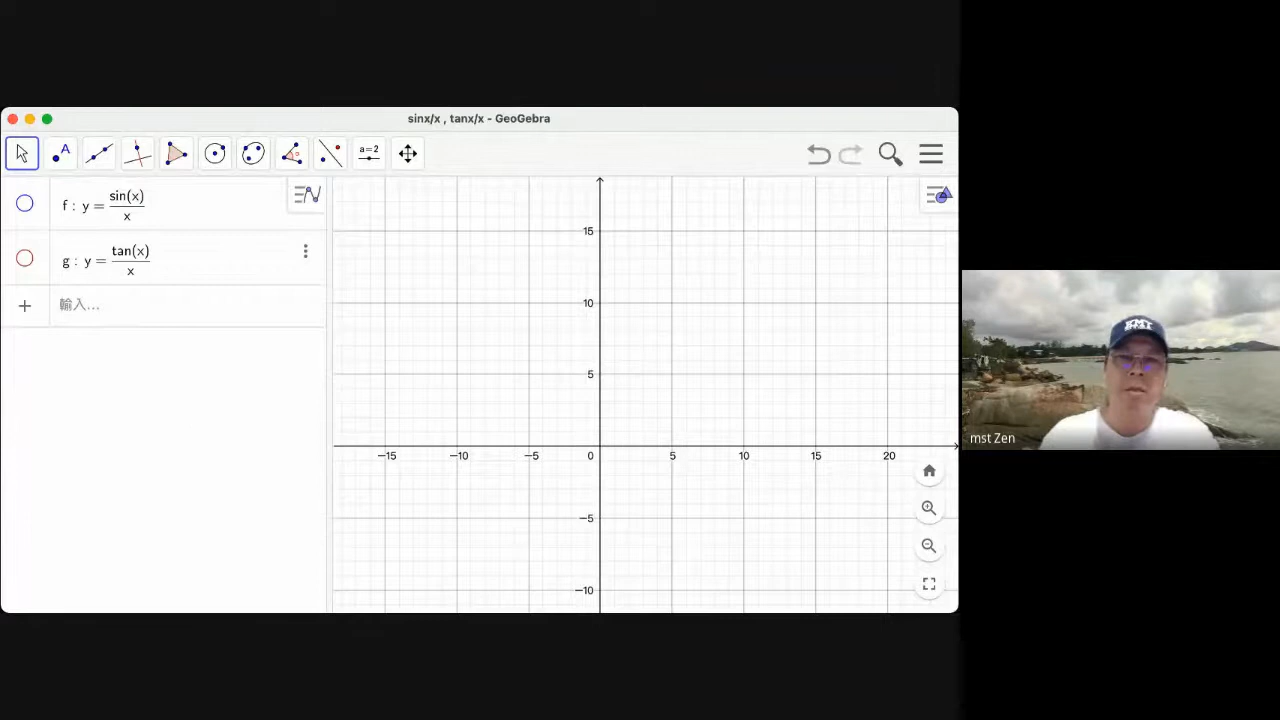 sinx/x , tanx/x - GeoGebra
A
a=2
f : y = sin(x)/x
g : y = tan(x)/x
+ 輸入...
15
10
5
−15 −10 −5 0 5 10 15 20
−5
−10
mst Zen